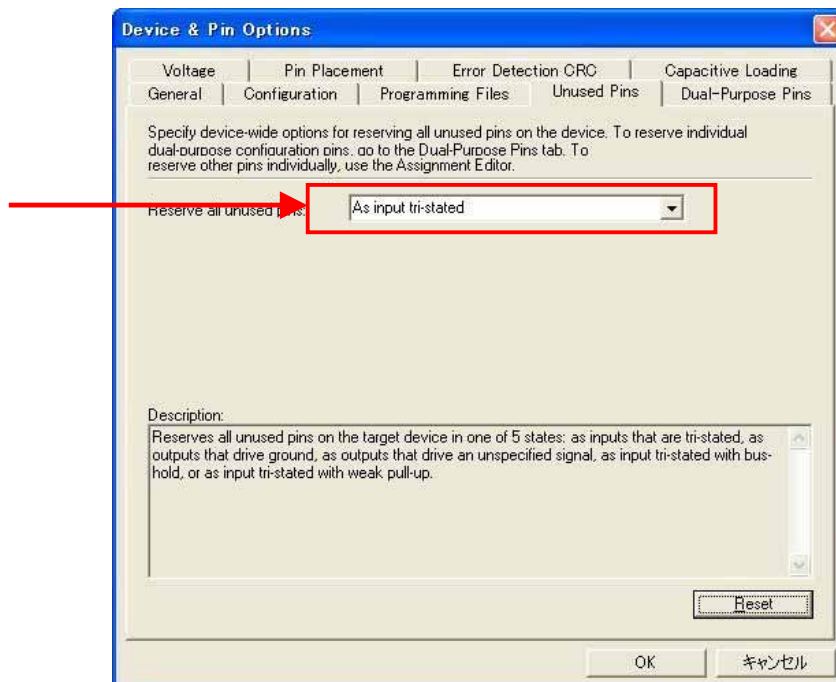 Device & Pin Options
Voltage
Pin Placement
Error Detection CRC
Capacitive Loading
General
Configuration
Programming Files
Unused Pins
Dual-Purpose Pins
Specify device-wide options for reserving all unused pins on the device. To reserve individual
dual-purpose configuration pins, go to the Dual-Purpose Pins tab. To
reserve other pins individually, use the Assignment Editor.
Reserve all unused pins:
As input tri-stated
Description:
Reserves all unused pins on the target device in one of 5 states: as inputs that are tri-stated, as
outputs that drive ground, as outputs that drive an unspecified signal, as input tri-stated with bus-
hold, or as input tri-stated with weak pull-up.
Reset
OK
キャンセル